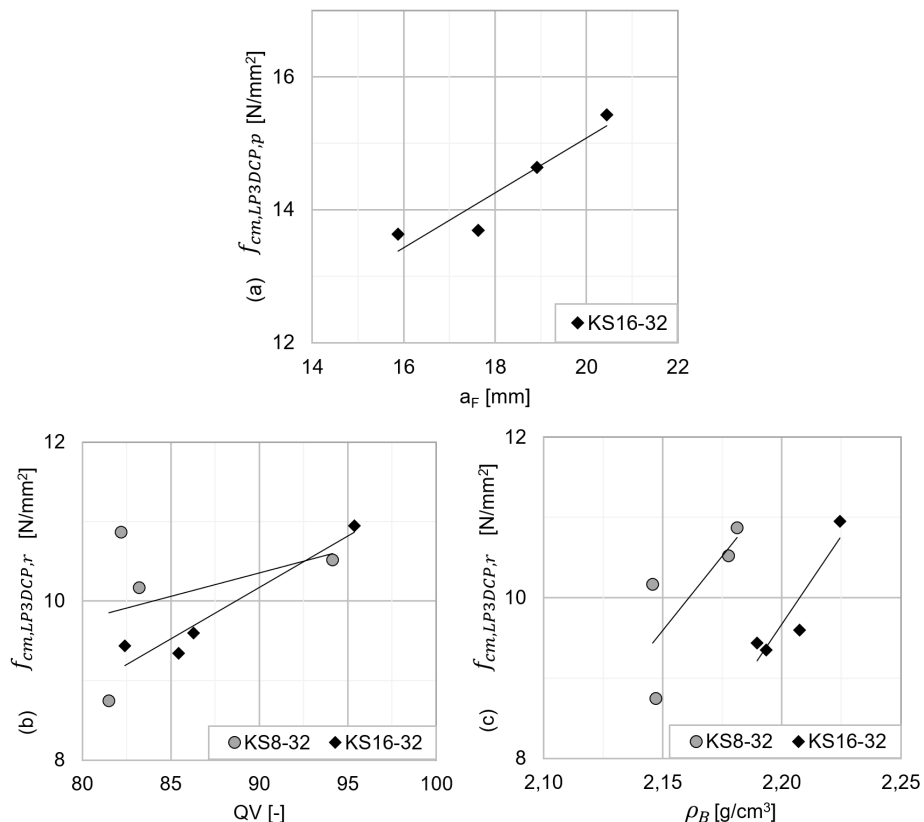 (a) f_cm,LP3DCP,p [N/mm²]
16
14
12
14 16 18 20 22
a_F [mm]
KS16-32
(b) f_cm,LP3DCP,r [N/mm²]
12
10
8
80 85 90 95 100
QV [-]
KS8-32 KS16-32
(c) f_cm,LP3DCP,r [N/mm²]
12
10
8
2,10 2,15 2,20 2,25
ρ_B [g/cm³]
KS8-32 KS16-32